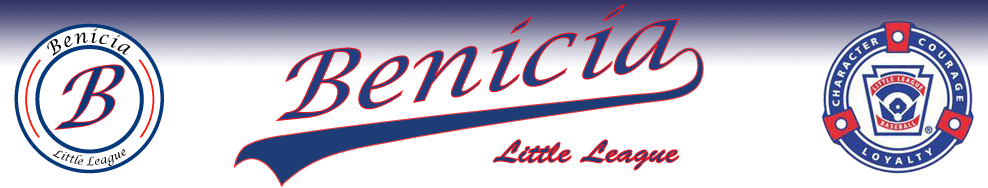 Benicia
B
Little League
Benicia
Little League
CHARACTER
COURAGE
LOYALTY
LITTLE LEAGUE
BASEBALL
®